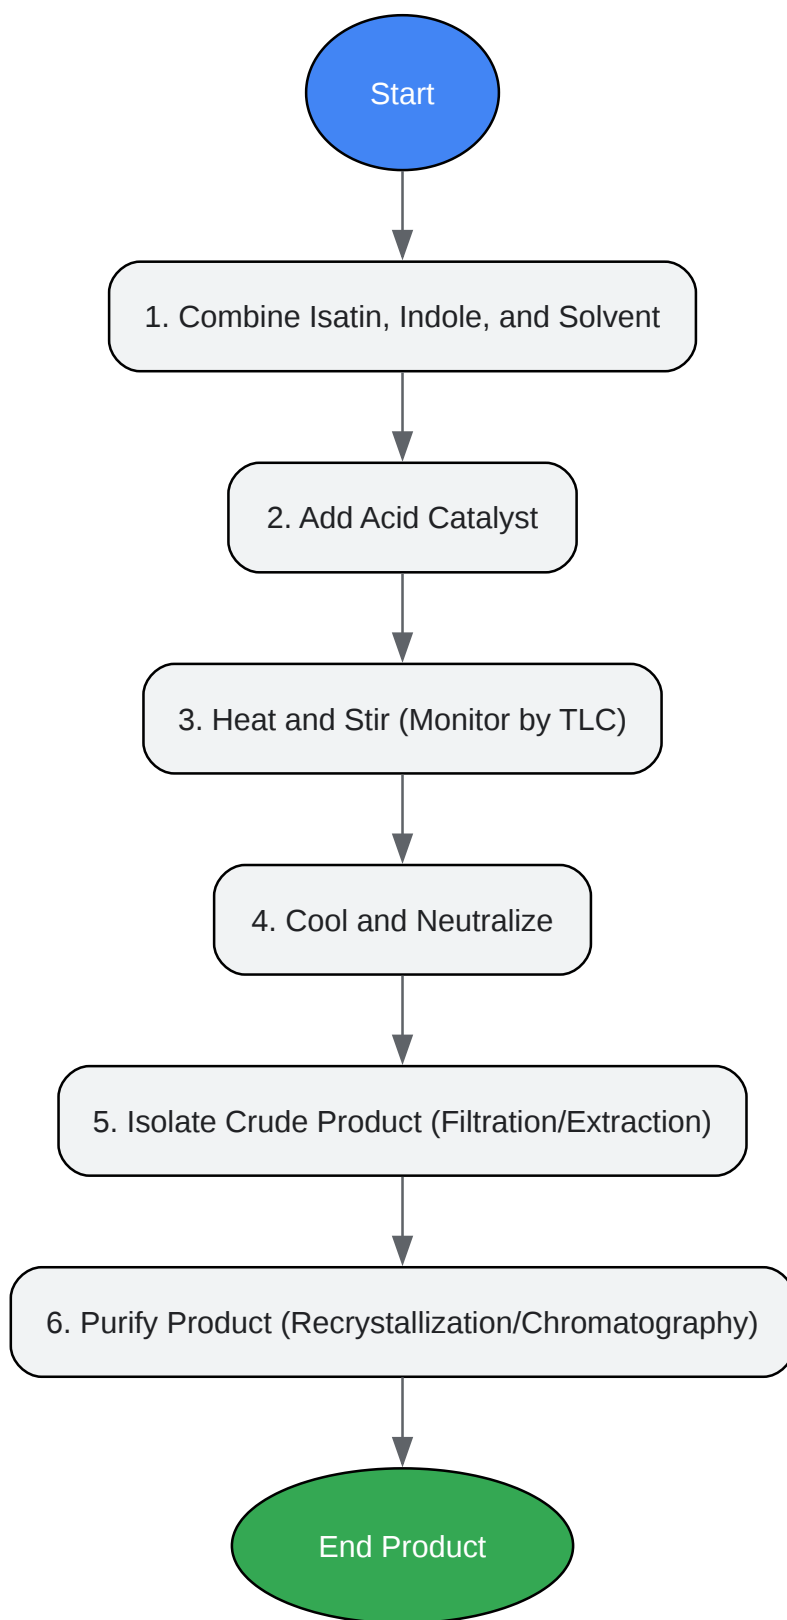 Start
1. Combine Isatin, Indole, and Solvent
2. Add Acid Catalyst
3. Heat and Stir (Monitor by TLC)
4. Cool and Neutralize
5. Isolate Crude Product (Filtration/Extraction)
6. Purify Product (Recrystallization/Chromatography)
End Product